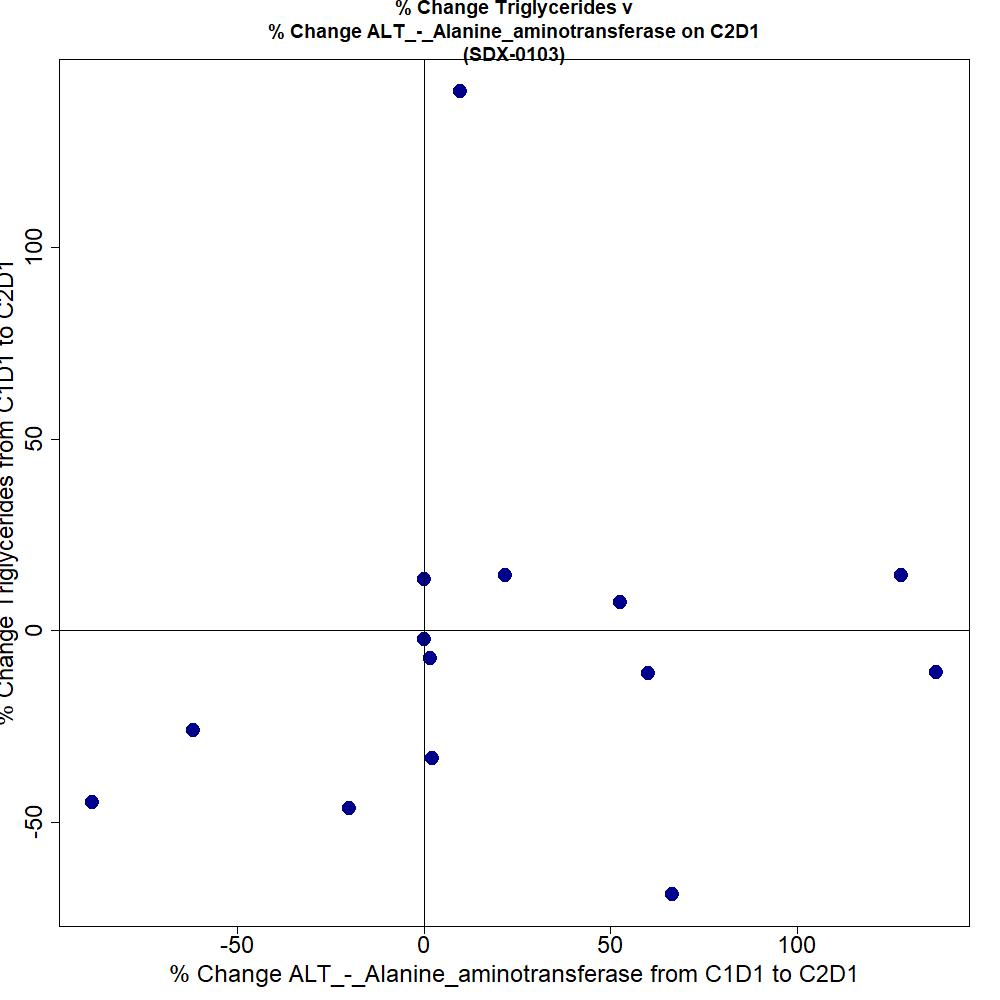 % Change Triglycerides v
% Change ALT_-_Alanine_aminotransferase on C2D1
(SDX-0103)
% Change Triglycerides from C1D1 to C2D1
100
50
0
-50
-50
0
50
100
% Change ALT_-_Alanine_aminotransferase from C1D1 to C2D1